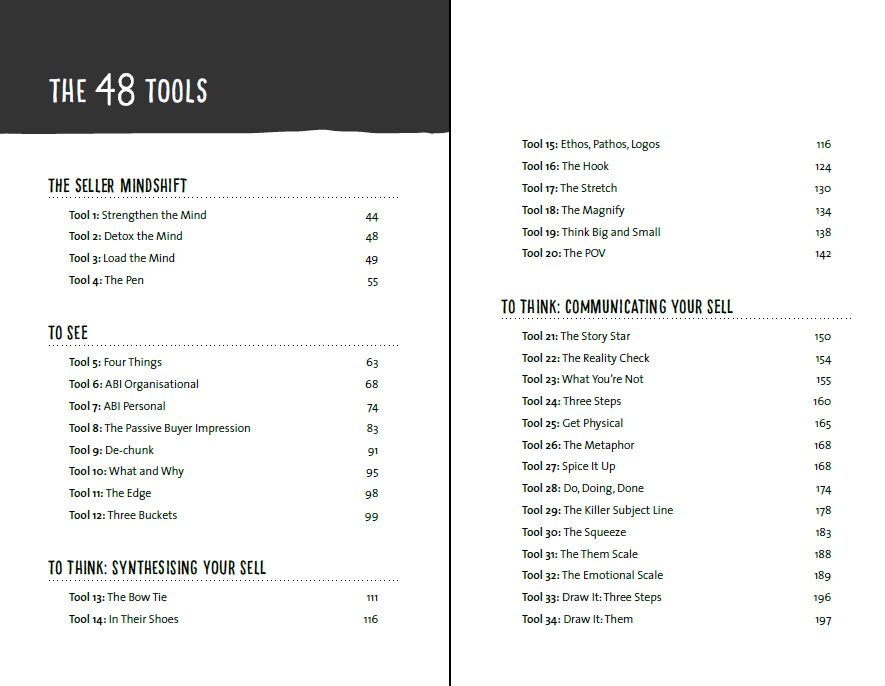 THE 48 TOOLS
THE SELLER MINDSHIFT
Tool 1: Strengthen the Mind 44
Tool 2: Detox the Mind 48
Tool 3: Load the Mind 49
Tool 4: The Pen 55
TO SEE
Tool 5: Four Things 63
Tool 6: ABI Organisational 68
Tool 7: ABI Personal 74
Tool 8: The Passive Buyer Impression 83
Tool 9: De-chunk 91
Tool 10: What and Why 95
Tool 11: The Edge 98
Tool 12: Three Buckets 99
TO THINK: SYNTHESISING YOUR SELL
Tool 13: The Bow Tie 111
Tool 14: In Their Shoes 116
Tool 15: Ethos, Pathos, Logos 116
Tool 16: The Hook 124
Tool 17: The Stretch 130
Tool 18: The Magnify 134
Tool 19: Think Big and Small 138
Tool 20: The POV 142
TO THINK: COMMUNICATING YOUR SELL
Tool 21: The Story Star 150
Tool 22: The Reality Check 154
Tool 23: What You're Not 155
Tool 24: Three Steps 160
Tool 25: Get Physical 165
Tool 26: The Metaphor 168
Tool 27: Spice It Up 168
Tool 28: Do, Doing, Done 174
Tool 29: The Killer Subject Line 178
Tool 30: The Squeeze 183
Tool 31: The Them Scale 188
Tool 32: The Emotional Scale 189
Tool 33: Draw It: Three Steps 196
Tool 34: Draw It: Them 197